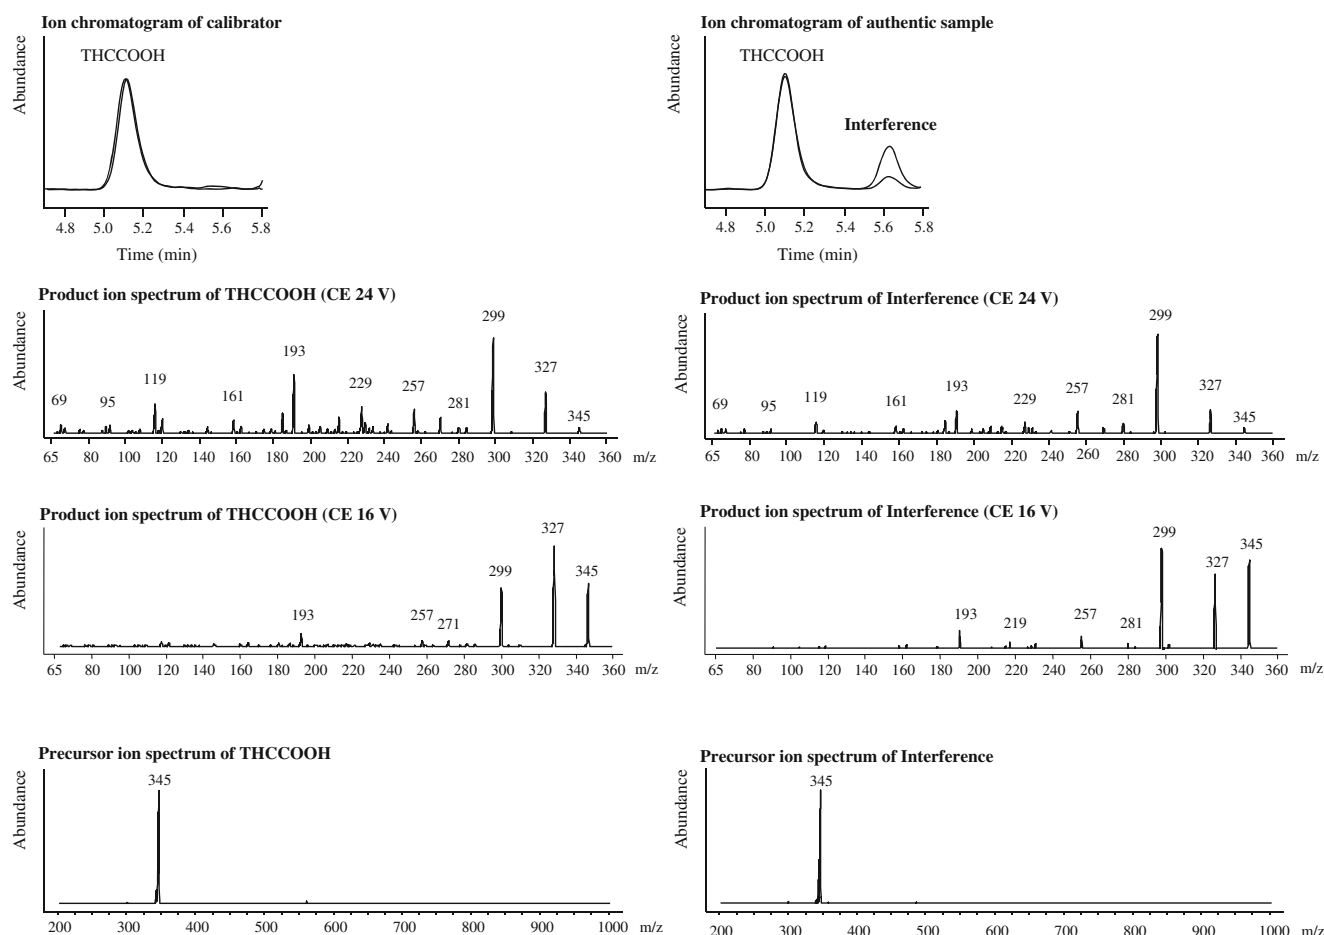 Ion chromatogram of calibrator
Abundance
THCCOOH
4.8 5.0 5.2 5.4 5.6 5.8
Time (min)
Ion chromatogram of authentic sample
Abundance
THCCOOH
Interference
4.8 5.0 5.2 5.4 5.6 5.8
Time (min)
Product ion spectrum of THCCOOH (CE 24 V)
Abundance
69 95 119 161 193 229 257 281 299 327 345
65 80 100 120 140 160 180 200 220 240 260 280 300 320 340 360 m/z
Product ion spectrum of Interference (CE 24 V)
Abundance
69 95 119 161 193 229 257 281 299 327 345
65 80 100 120 140 160 180 200 220 240 260 280 300 320 340 360 m/z
Product ion spectrum of THCCOOH (CE 16 V)
Abundance
193 257 271 299 327 345
65 80 100 120 140 160 180 200 220 240 260 280 300 320 340 360 m/z
Product ion spectrum of Interference (CE 16 V)
Abundance
193 219 257 281 299 327 345
65 80 100 120 140 160 180 200 220 240 260 280 300 320 340 360 m/z
Precursor ion spectrum of THCCOOH
Abundance
345
200 300 400 500 600 700 800 900 1000 m/z
Precursor ion spectrum of Interference
Abundance
345
200 300 400 500 600 700 800 900 1000 m/z